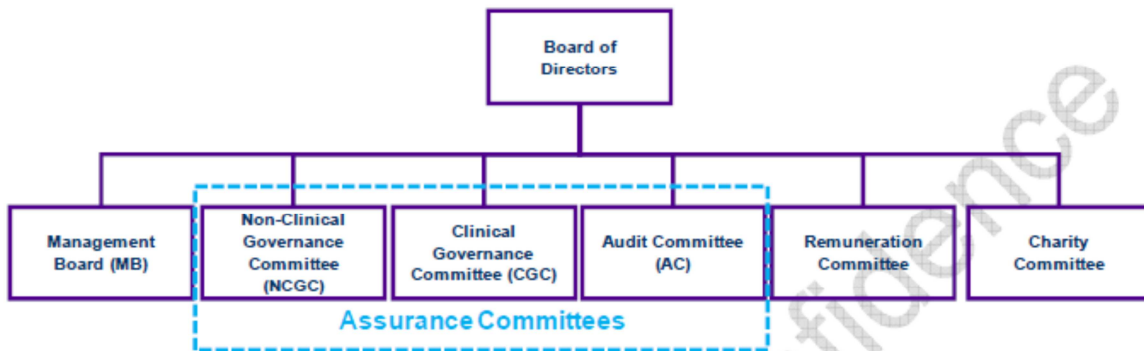 Board of
Directors
Management
Board (MB)
Non-Clinical
Governance
Committee
(NCGC)
Clinical
Governance
Committee (CGC)
Audit Committee
(AC)
Remuneration
Committee
Charity
Committee
Assurance Committees
fidence